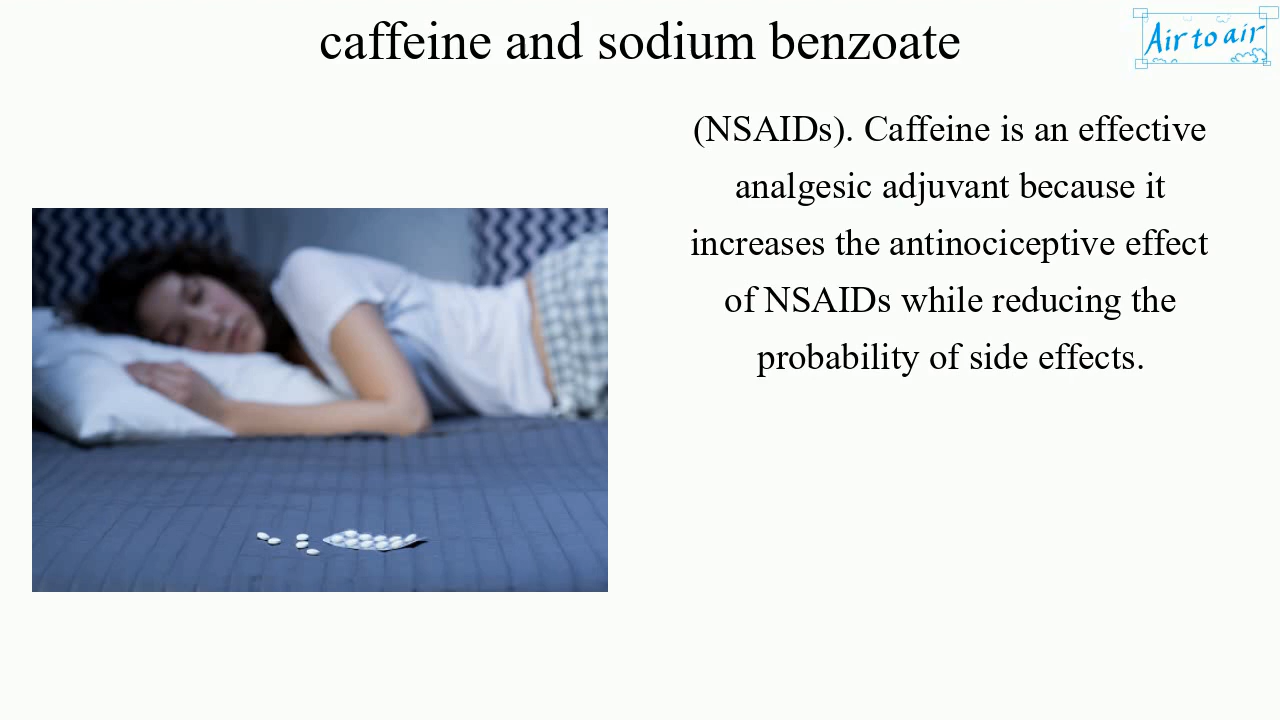 caffeine and sodium benzoate
Air to air
(NSAIDs). Caffeine is an effective
analgesic adjuvant because it
increases the antinociceptive effect
of NSAIDs while reducing the
probability of side effects.